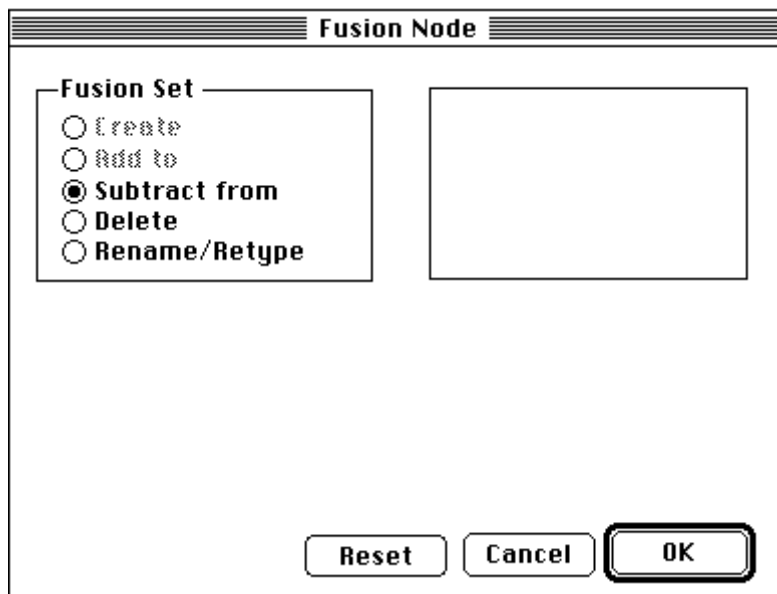 Fusion Node
Fusion Set
Create
Add to
Subtract from
Delete
Rename/Retype
Reset
Cancel
OK